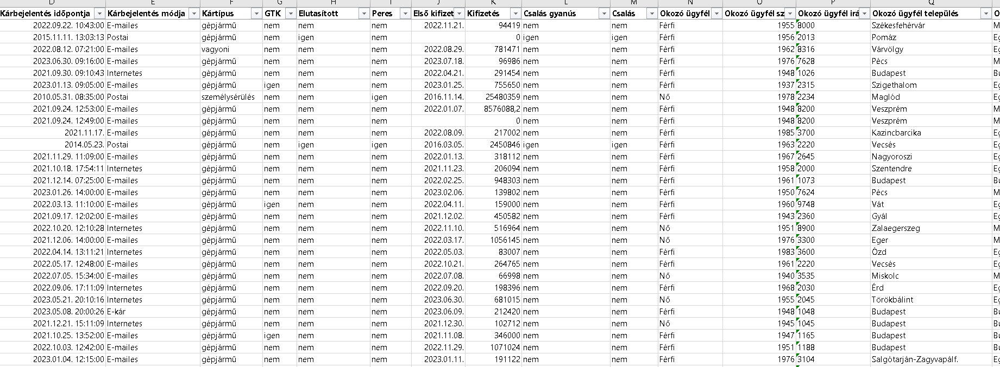 D E F G H I J K L M N O P Q
Kárbejelentés időpontja Kárbejelentés módja Kártípus GTK Elutasított Peres Első kifizet Kifizetés Csalás gyanús Csalás Okozó ügyfél Okozó ügyfél sz Okozó ügyfél irá Okozó ügyfél település O
2022.09.22. 10:43:00 E-mailes gépjármű nem nem nem 2022.11.21. 94419 nem nem Férfi 1955 8000 Székesfehérvár M
2015.11.11. 13:03:13 Postai gépjármű nem igen nem 0 igen igen Férfi 1956 2013 Pomáz Eg
2022.08.12. 07:21:00 E-mailes vagyoni nem nem nem 2022.08.29. 781471 nem nem Férfi 1962 8316 Várvölgy Eg
2023.06.30. 09:16:00 E-mailes gépjármű nem nem nem 2023.07.18. 96986 nem nem Férfi 1976 7628 Pécs M
2021.09.30. 09:10:43 Internetes gépjármű nem nem nem 2022.04.21. 291454 nem nem Férfi 1948 1026 Budapest Bu
2023.01.13. 09:05:00 E-mailes gépjármű igen nem nem 2023.01.25. 755650 nem nem Férfi 1937 2315 Szigethalom Eg
2010.05.31. 08:35:00 Postai személysérülés nem nem igen 2016.11.14. 25480359 nem nem Nő 1978 2234 Maglód Eg
2021.09.24. 12:53:00 E-mailes gépjármű nem nem nem 2022.01.07. 8576088,2 nem nem Férfi 1948 8200 Veszprém M
2021.09.24. 12:49:00 E-mailes gépjármű nem nem nem 0 nem nem Férfi 1948 8200 Veszprém M
2021.11.17. E-mailes gépjármű nem nem nem 2022.08.09. 217002 nem nem Férfi 1985 3700 Kazincbarcika Eg
2014.05.23. Postai gépjármű nem igen igen 2016.03.05. 2450846 igen igen Férfi 1963 2220 Vecsés Eg
2021.11.29. 11:09:00 E-mailes gépjármű nem nem nem 2022.01.13. 318112 nem nem Férfi 1967 2645 Nagyoroszi Eg
2021.10.18. 17:54:11 Internetes gépjármű nem nem nem 2021.11.23. 206094 nem nem Férfi 1958 2000 Szentendre Eg
2021.12.14. 07:25:00 E-mailes gépjármű nem nem nem 2022.02.25. 948303 nem nem Férfi 1961 1073 Budapest Bu
2023.01.26. 14:00:00 E-mailes gépjármű nem nem nem 2023.02.06. 139802 nem nem Férfi 1950 7624 Pécs M
2022.03.13. 11:10:00 E-mailes gépjármű igen nem nem 2022.04.11. 159000 nem nem Férfi 1960 9748 Vát Eg
2021.09.17. 12:02:00 E-mailes gépjármű nem nem nem 2021.12.02. 450582 nem nem Férfi 1943 2360 Gyál Eg
2022.10.20. 12:10:28 Internetes gépjármű nem nem nem 2022.11.10. 516964 nem nem Nő 1951 8900 Zalaegerszeg M
2021.12.06. 14:00:00 E-mailes gépjármű nem nem nem 2022.03.17. 1056145 nem nem Nő 1976 3300 Eger M
2022.04.14. 13:11:21 Internetes gépjármű nem nem nem 2022.05.03. 83007 nem nem Férfi 1983 3600 Ózd Eg
2022.05.17. 12:48:00 E-mailes gépjármű nem nem nem 2022.10.21. 264765 nem nem Férfi 1961 2220 Vecsés Eg
2022.07.05. 15:34:00 E-mailes gépjármű nem nem nem 2022.07.08. 66998 nem nem Nő 1940 3535 Miskolc M
2022.09.06. 17:11:09 Internetes gépjármű nem nem nem 2022.09.20. 198396 nem nem Férfi 1968 2030 Érd Eg
2023.05.21. 20:10:16 Internetes gépjármű nem nem nem 2023.06.30. 681015 nem nem Nő 1955 2045 Törökbálint Eg
2023.05.08. 20:00:26 E-kár gépjármű nem nem nem 2023.06.09. 212420 nem nem Férfi 1948 1048 Budapest Bu
2021.12.21. 15:11:09 Internetes gépjármű nem nem nem 2021.12.30. 102712 nem nem Nő 1945 1045 Budapest Bu
2021.10.25. 13:52:00 E-mailes gépjármű igen nem nem 2021.11.08. 346000 nem nem Férfi 1947 1165 Budapest Bu
2022.10.03. 12:42:00 E-mailes gépjármű nem nem nem 2022.11.29. 1071024 nem nem Férfi 1951 1188 Budapest Bu
2023.01.04. 12:15:00 E-mailes gépjármű nem nem nem 2023.01.11. 191122 nem nem Férfi 1976 3104 Salgótarján-Zagyvapálf. Eg